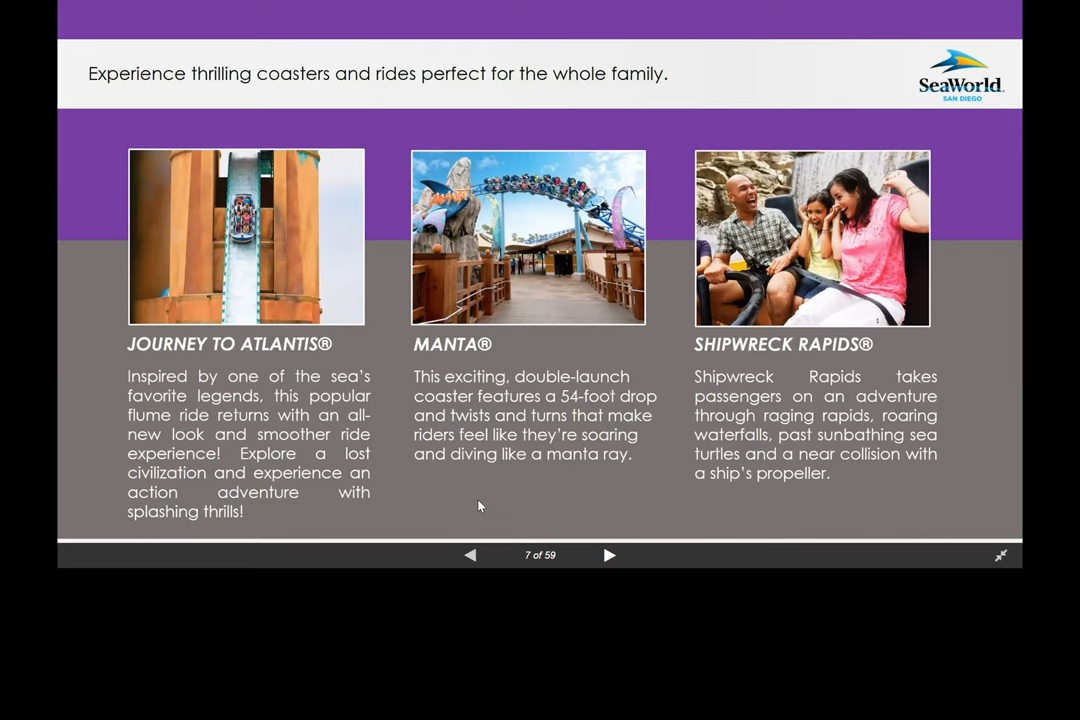 Experience thrilling coasters and rides perfect for the whole family.
SeaWorld
SAN DIEGO
JOURNEY TO ATLANTIS®
Inspired by one of the sea's
favorite legends, this popular
flume ride returns with an all-
new look and smoother ride
experience! Explore a lost
civilization and experience an
action adventure with
splashing thrills!
MANTA®
This exciting, double-launch
coaster features a 54-foot drop
and twists and turns that make
riders feel like they're soaring
and diving like a manta ray.
SHIPWRECK RAPIDS®
Shipwreck Rapids takes
passengers on an adventure
through raging rapids, roaring
waterfalls, past sunbathing sea
turtles and a near collision with
a ship's propeller.
7 of 59